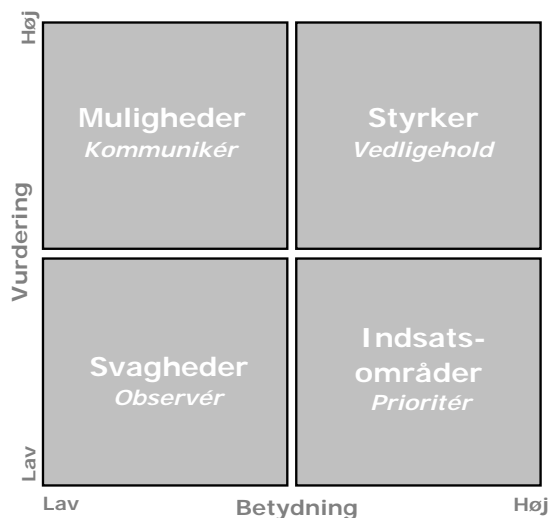 Høj
Muligheder
Kommunikér
Styrker
Vedligehold
Vurdering
Svagheder
Observér
Indsats-
områder
Prioritér
Lav
Lav
Betydning
Høj